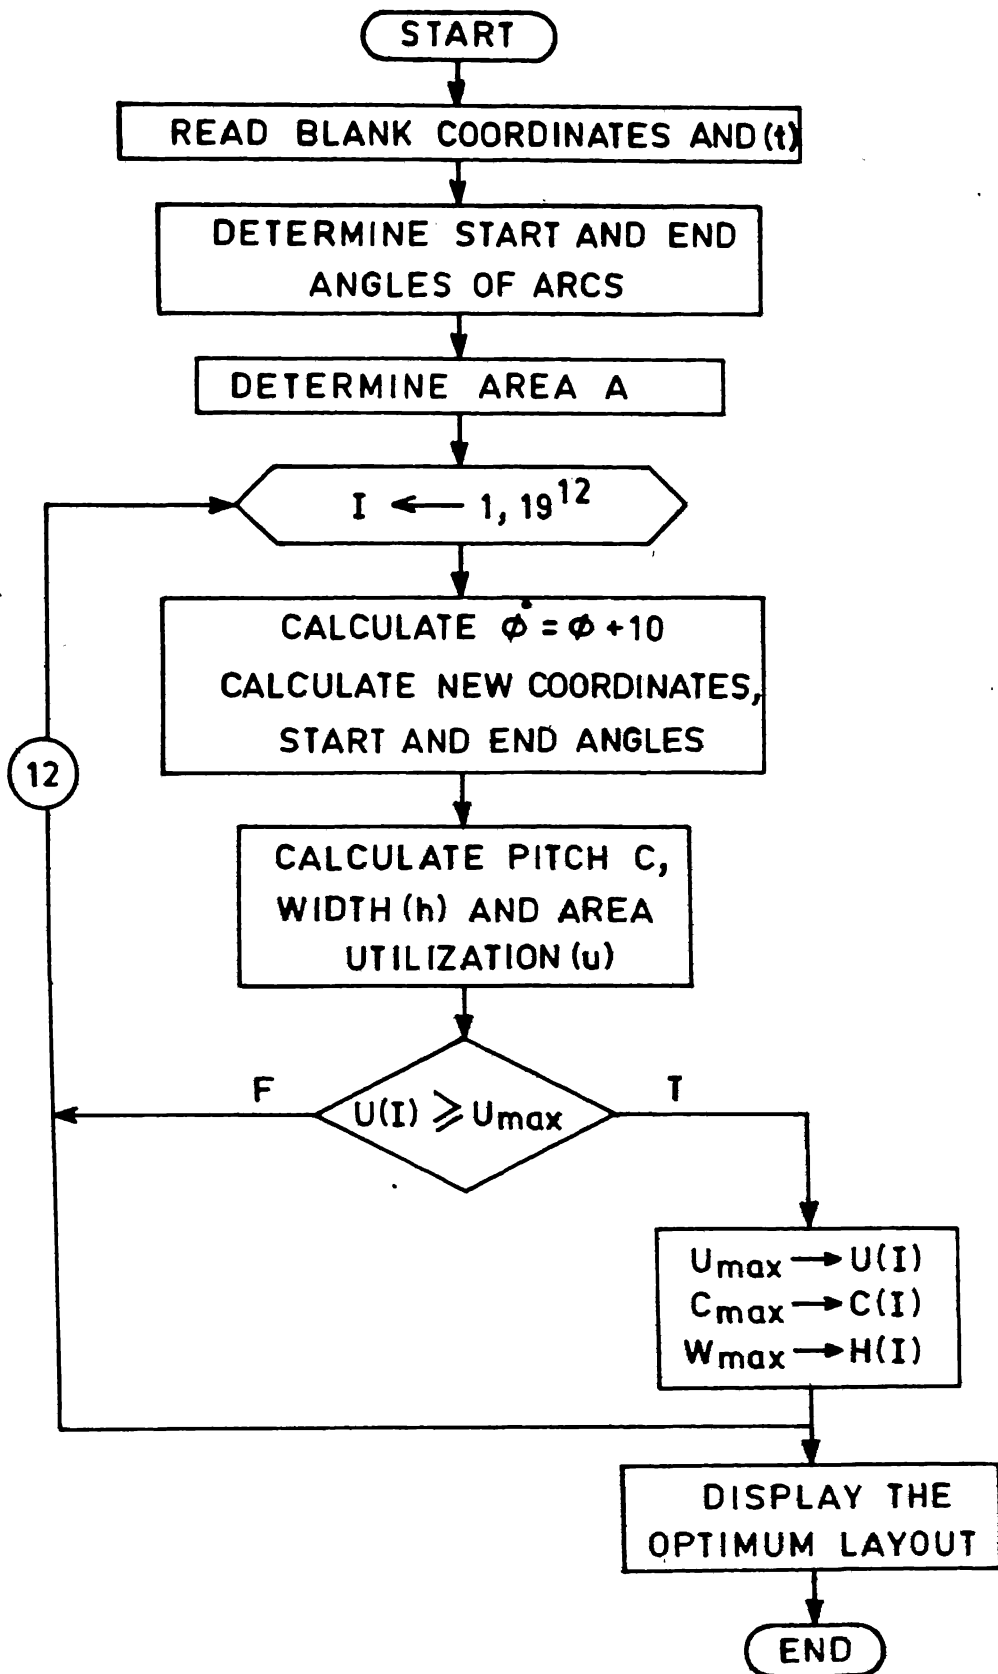 START
READ BLANK COORDINATES AND (t)
DETERMINE START AND END
ANGLES OF ARCS
DETERMINE AREA A
I ← 1, 19¹²
CALCULATE ϕ° = ϕ + 10
CALCULATE NEW COORDINATES,
START AND END ANGLES
12
CALCULATE PITCH C,
WIDTH (h) AND AREA
UTILIZATION (u)
F
U(I) ⩾ Umax
T
Umax → U(I)
Cmax → C(I)
Wmax → H(I)
DISPLAY THE
OPTIMUM LAYOUT
END